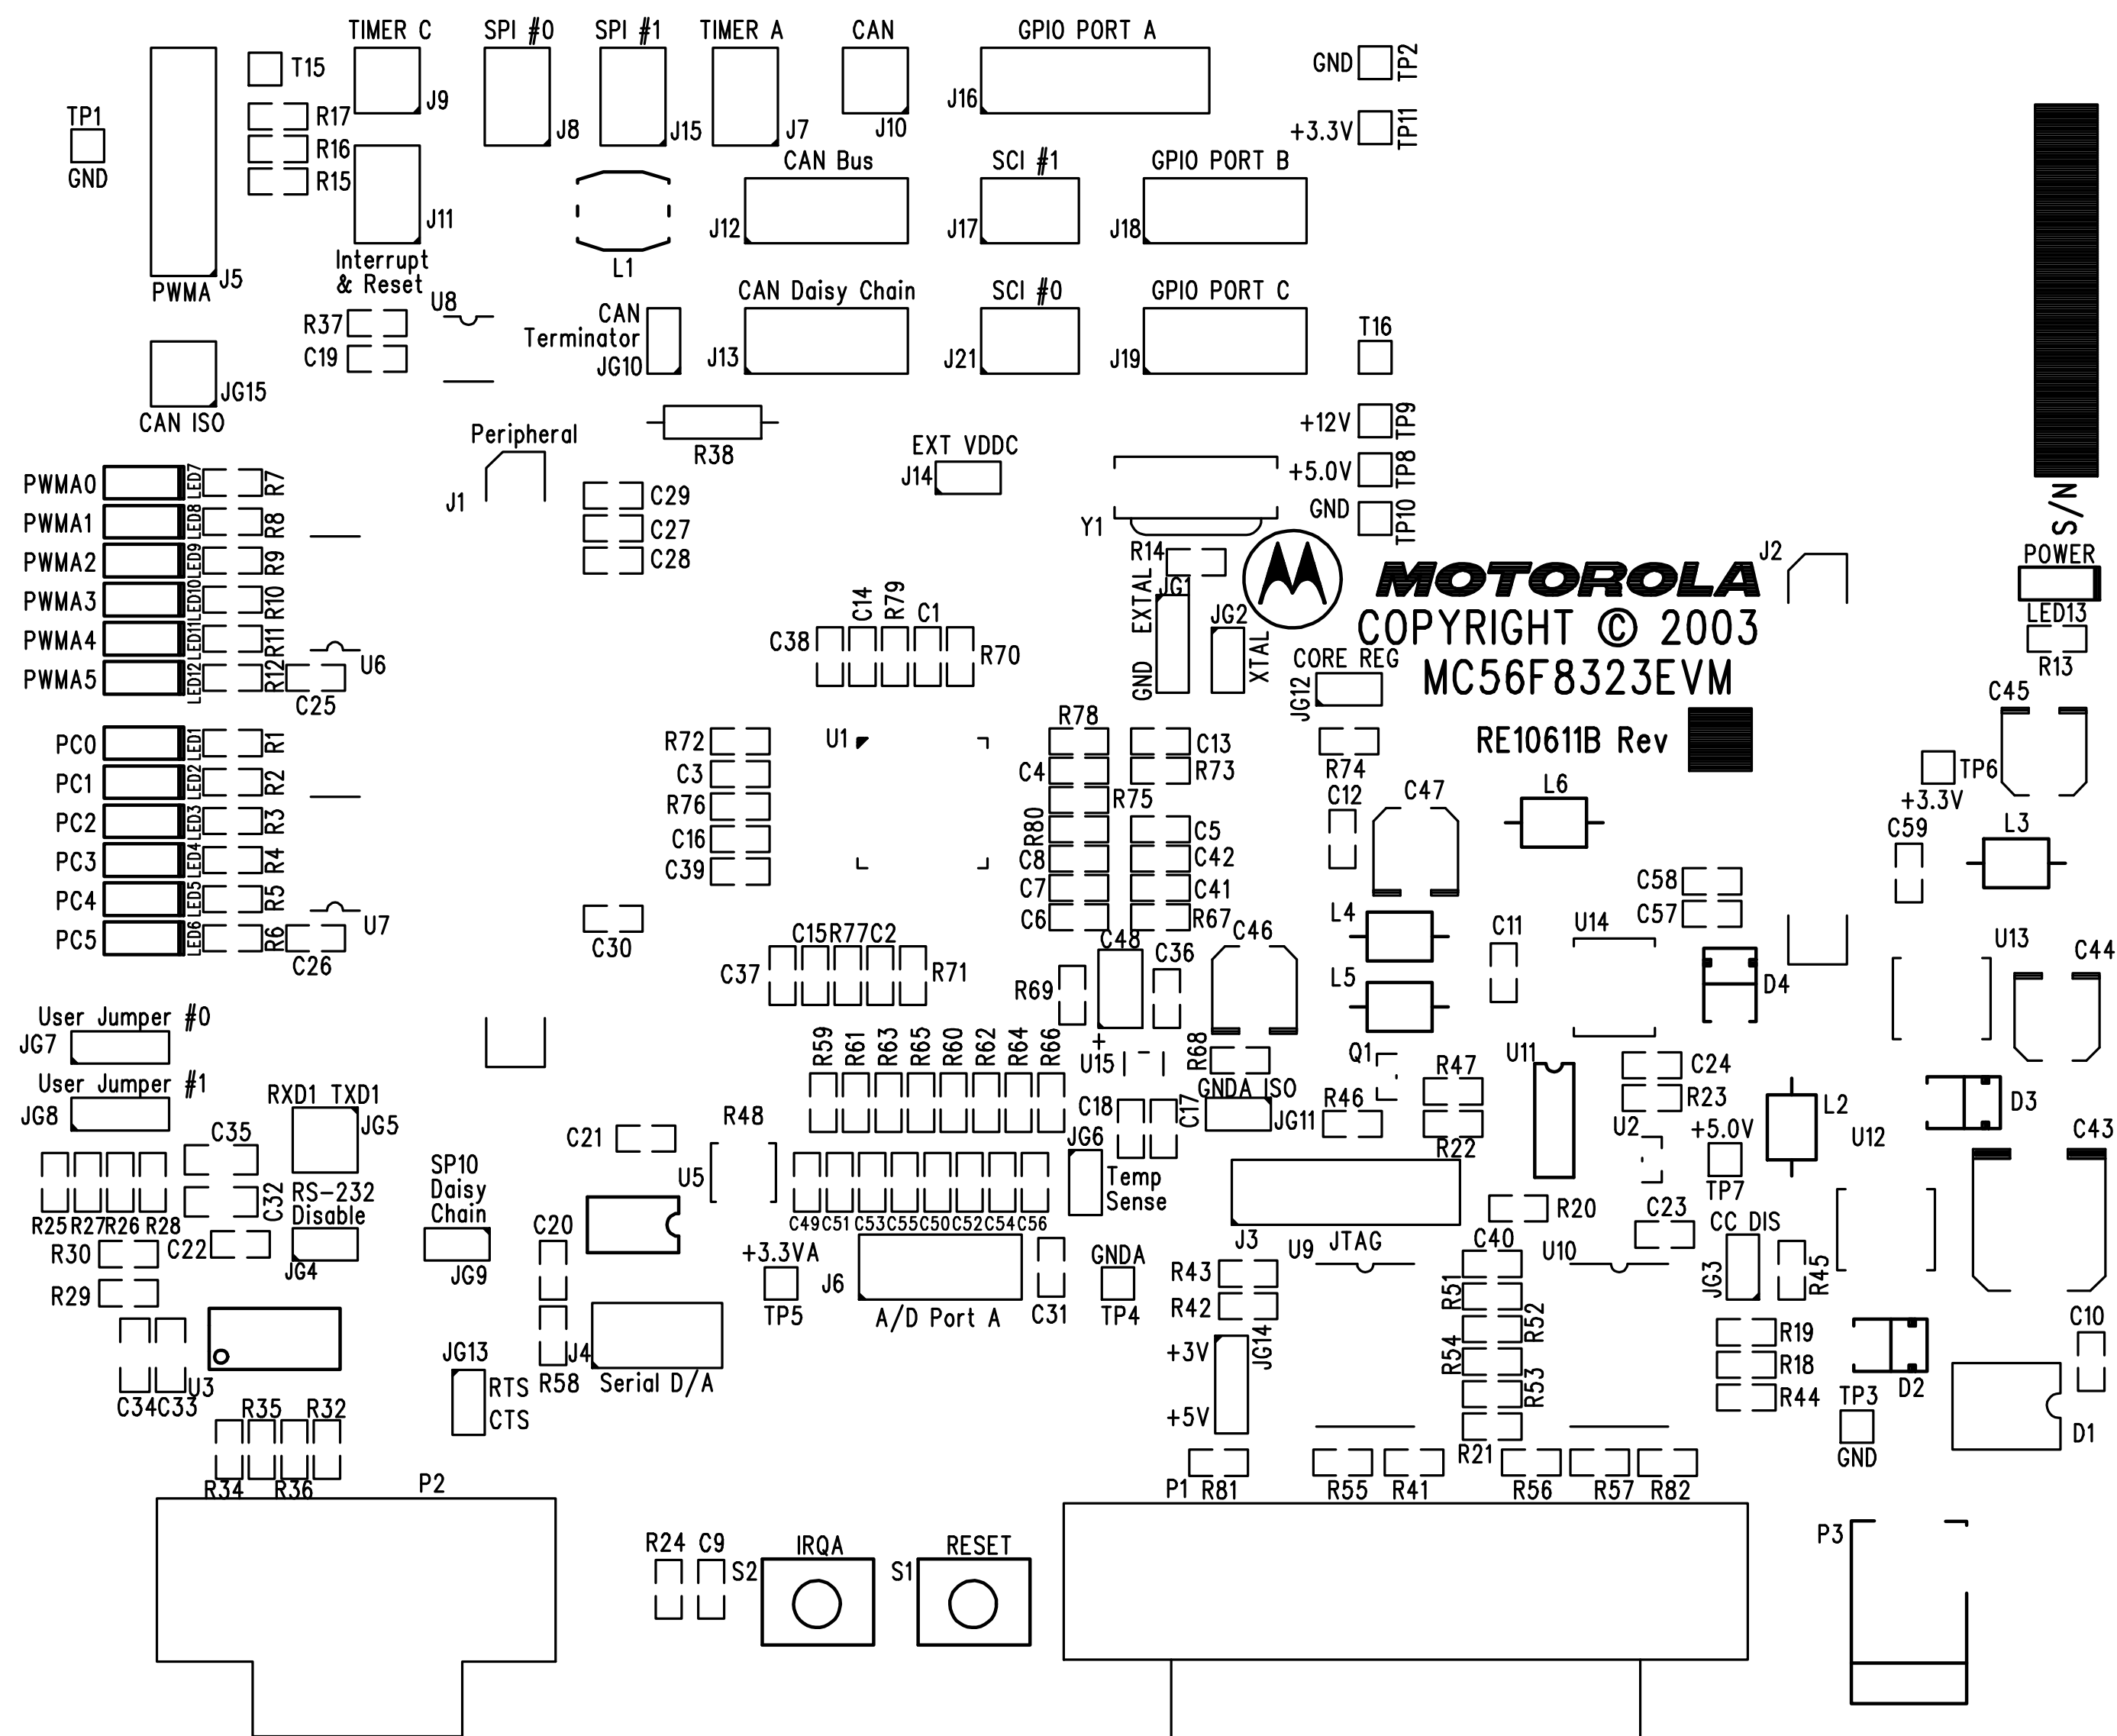 TIMER C
SPI #0
SPI #1
TIMER A
CAN
GPIO PORT A
GND
TP2
T15
J9
J8
J15
J7
J10
J16
+3.3V
TP11
TP1
GND
R17
R16
R15
J11
CAN Bus
SCI #1
GPIO PORT B
J12
J17
J18
J5
PWMA
Interrupt
& Reset
L1
U8
CAN Daisy Chain
SCI #0
GPIO PORT C
R37
C19
CAN
Terminator
JG10
J13
J21
J19
T16
JG15
CAN ISO
Peripheral
J1
R38
EXT VDDC
J14
+12V
TP9
+5.0V
TP8
GND
TP10
Y1
S/N
PWMA0
LED7
R7
PWMA1
LED8
R8
PWMA2
LED9
R9
PWMA3
LED10
R10
PWMA4
LED11
R11
PWMA5
LED12
R12
U6
C25
C29
C27
C28
R14
JG1
EXTAL
GND
JG2
XTAL
MOTOROLA
COPYRIGHT © 2003
MC56F8323EVM
RE10611B Rev
J2
POWER
LED13
R13
C38
C14
R79
C1
R70
CORE REG
JG12
C45
PC0
LED1
R1
PC1
LED2
R2
PC2
LED3
R3
PC3
LED4
R4
PC4
LED5
R5
PC5
LED6
R6
U7
C26
R72
C3
R76
C16
C39
U1
R78
C13
C4
R73
R75
R80
C5
C8
C42
C7
C41
C6
R67
R74
C12
C47
L6
TP6
+3.3V
C59
L3
C58
C57
C30
C37
C15
R77
C2
R71
R69
C48
+
C36
C46
L4
L5
C11
U14
D4
U13
C44
User Jumper #0
JG7
User Jumper #1
JG8
RXD1 TXD1
JG5
R59
R61
R63
R65
R60
R62
R64
R66
U15
R68
Q1
R47
U11
C24
R23
D3
C35
C32
C21
R48
U5
C18
C17
GNDA ISO
JG11
R46
R22
U2
+5.0V
TP7
L2
U12
C43
R25
R27
R26
R28
RS-232
Disable
JG4
SP10
Daisy
Chain
JG9
C49
C51
C53
C55
C50
C52
C54
C56
JG6
Temp
Sense
R20
C23
R30
R29
C22
C20
+3.3VA
TP5
J6
A/D Port A
C31
GNDA
TP4
J3
JTAG
U9
R43
R42
C40
U10
CC DIS
JG3
R45
R51
R52
R54
R53
R21
R19
R18
R44
C10
D2
TP3
GND
D1
C34
C33
U3
JG13
RTS
CTS
R58
J4
Serial D/A
+3V
JG14
+5V
R35
R32
R34
R36
P2
P1
R81
R55
R41
R56
R57
R82
R24
C9
S2
IRQA
S1
RESET
P3